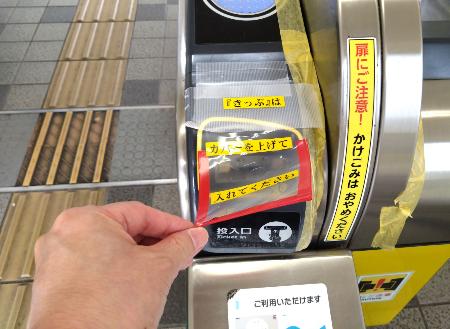 『きっぷ』は
カバーを上げて
入れてください
投入口
Ticket in
扉にご注意！かけこみはおやめください
ご利用いただけます